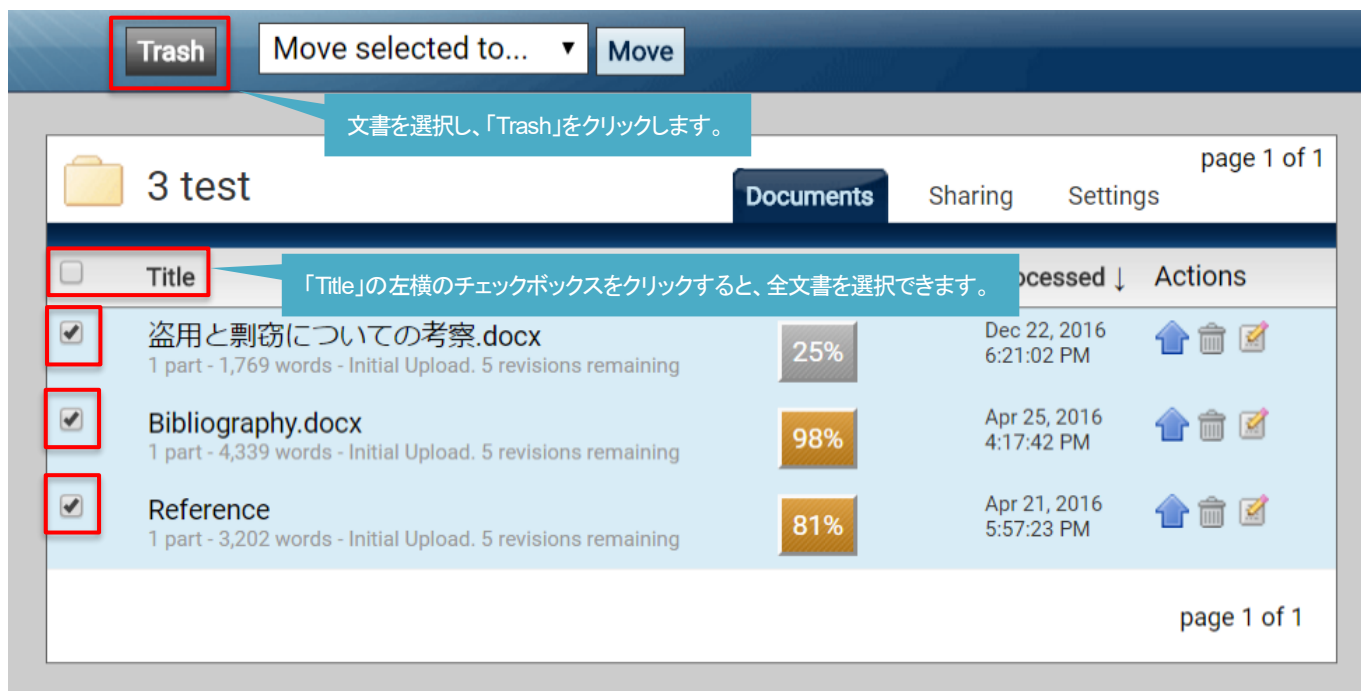 Trash Move selected to... ▼ Move
文書を選択し、「Trash」をクリックします。
page 1 of 1
3 test
Documents Sharing Settings
Title 「Title」の左横のチェックボックスをクリックすると、全文書を選択できます。 ocessed ↓ Actions
盗用と剽窃についての考察.docx 25% Dec 22, 2016
1 part - 1,769 words - Initial Upload. 5 revisions remaining 6:21:02 PM
Bibliography.docx 98% Apr 25, 2016
1 part - 4,339 words - Initial Upload. 5 revisions remaining 4:17:42 PM
Reference 81% Apr 21, 2016
1 part - 3,202 words - Initial Upload. 5 revisions remaining 5:57:23 PM
page 1 of 1